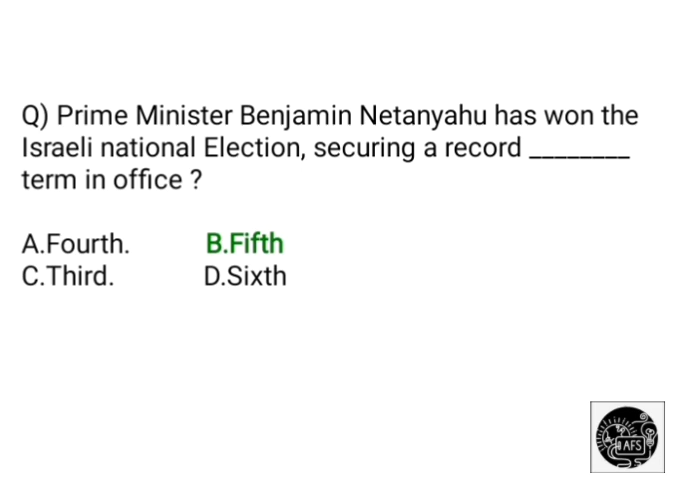 Q) Prime Minister Benjamin Netanyahu has won the
Israeli national Election, securing a record ________
term in office ?
A.Fourth. B.Fifth
C.Third. D.Sixth
AFS